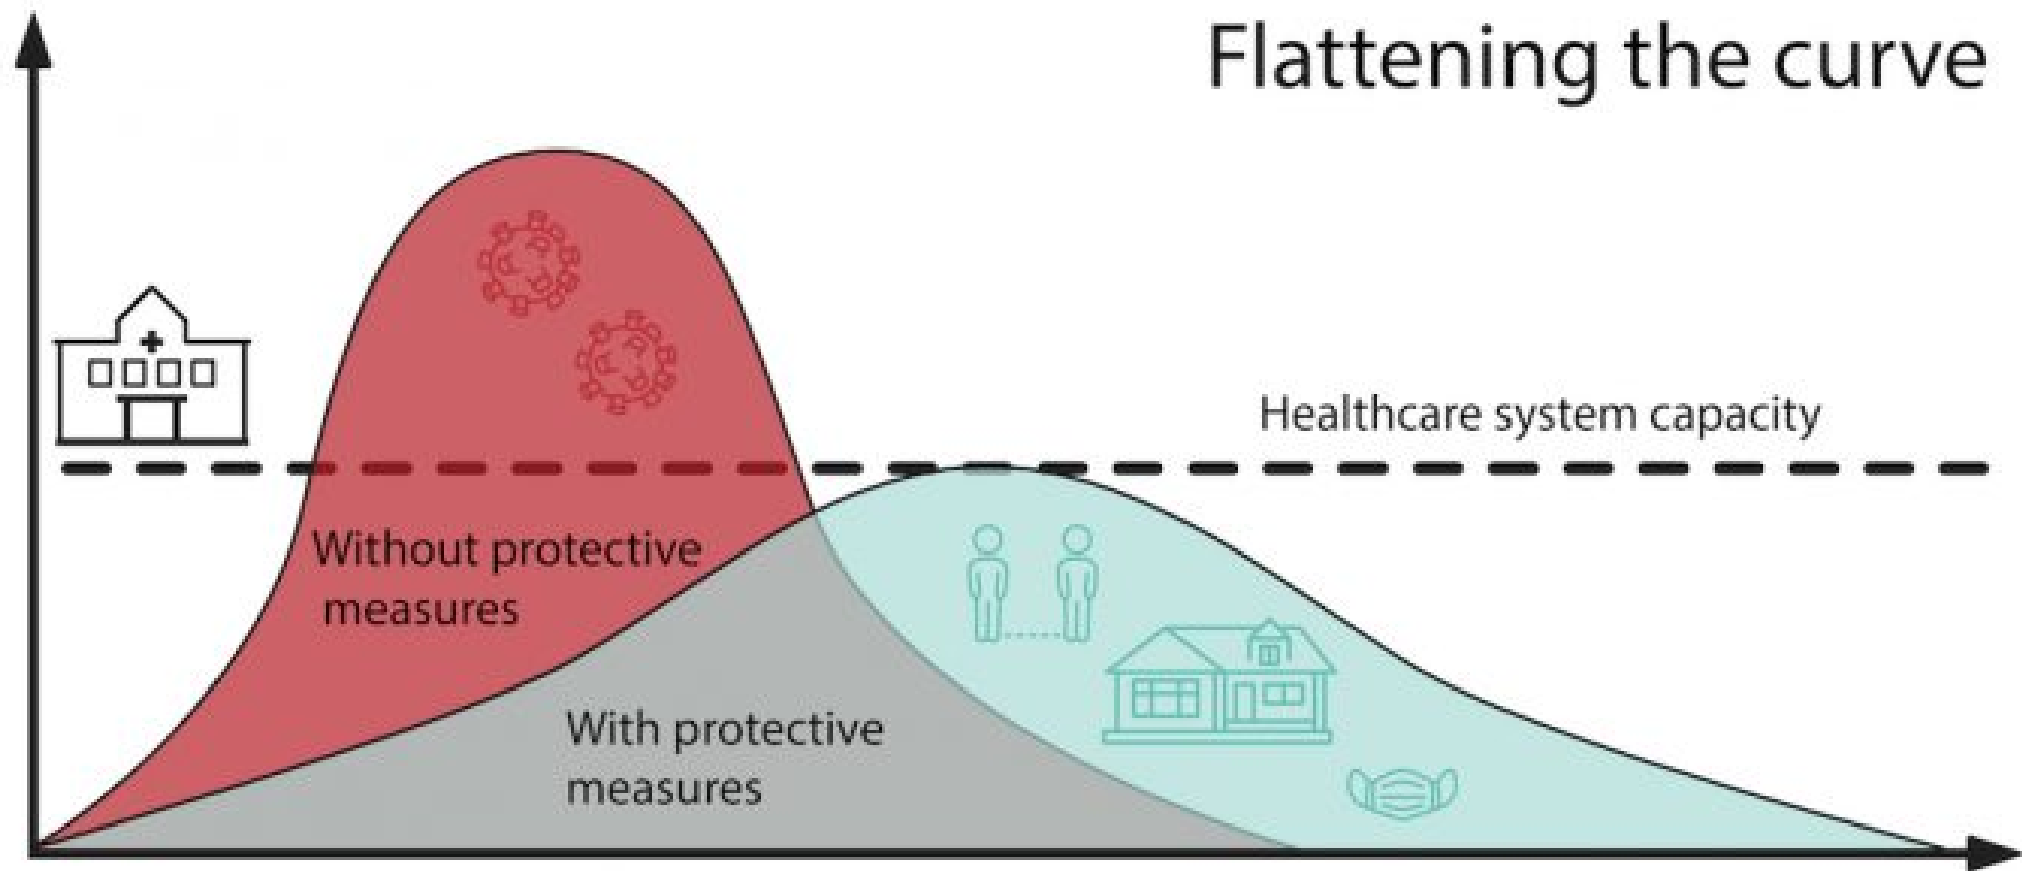 Flattening the curve
Healthcare system capacity
Without protective
measures
With protective
measures